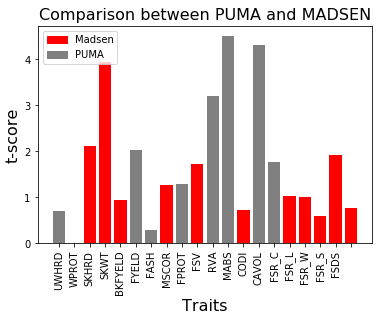 Comparison between PUMA and MADSEN
Madsen
PUMA
t-score
4
3
2
1
0
UWHRD
WPROT
SKHRD
SKWT
BKFYELD
FYELD
FASH
MSCOR
FPROT
FSV
RVA
MABS
CODI
CAVOL
FSR_C
FSR_L
FSR_W
FSR_S
FSDS
Traits